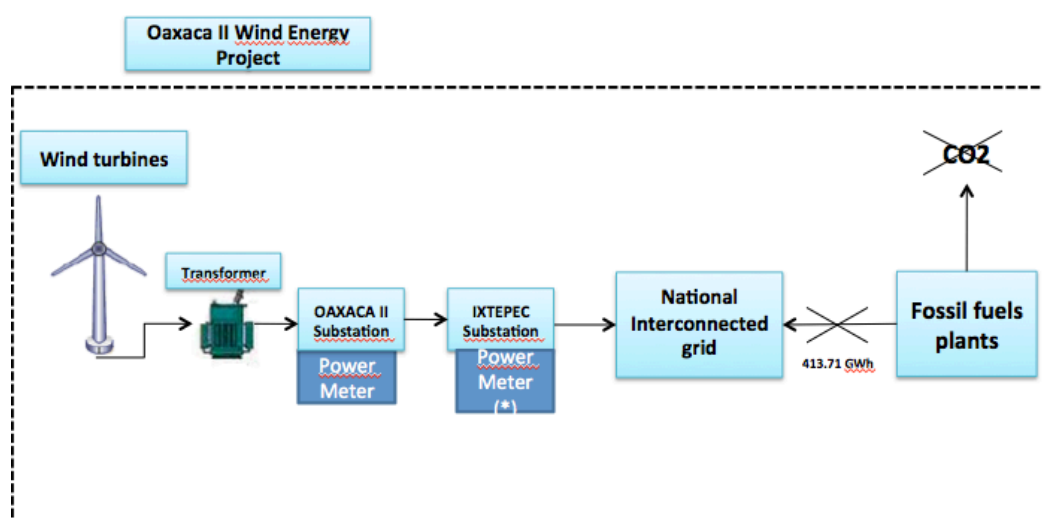 Oaxaca II Wind Energy
Project
Wind turbines
CO2
Transformer
OAXACA II
Substation
Power
Meter
IXTEPEC
Substation
Power
Meter
(*)
National
Interconnected
grid
413.71 GWh
Fossil fuels
plants